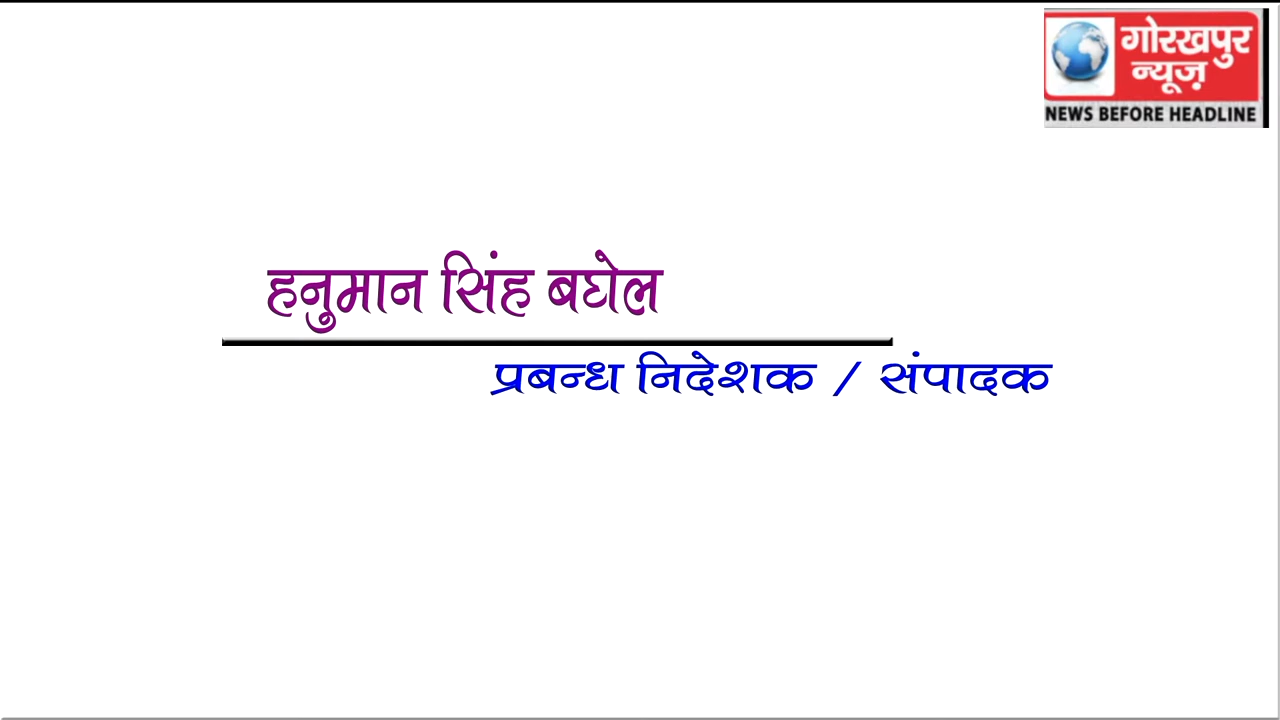 गोरखपुर
न्यूज़
NEWS BEFORE HEADLINE
हनुमान सिंह बघेल
प्रबन्ध निदेशक / संपादक